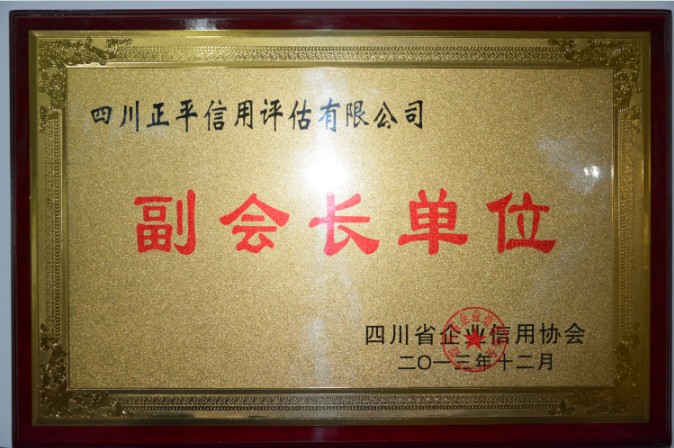 四川正平信用评估有限公司
副会长单位
四川省企业信用协会
二〇一三年十二月